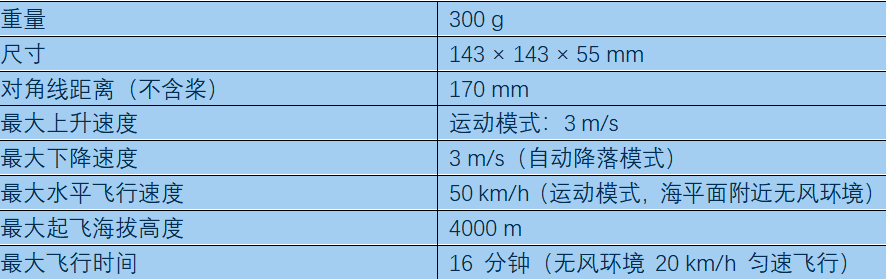 重量 300 g
尺寸 143 × 143 × 55 mm
对角线距离（不含桨） 170 mm
最大上升速度 运动模式：3 m/s
最大下降速度 3 m/s（自动降落模式）
最大水平飞行速度 50 km/h（运动模式, 海平面附近无风环境）
最大起飞海拔高度 4000 m
最大飞行时间 16 分钟（无风环境 20 km/h 匀速飞行）